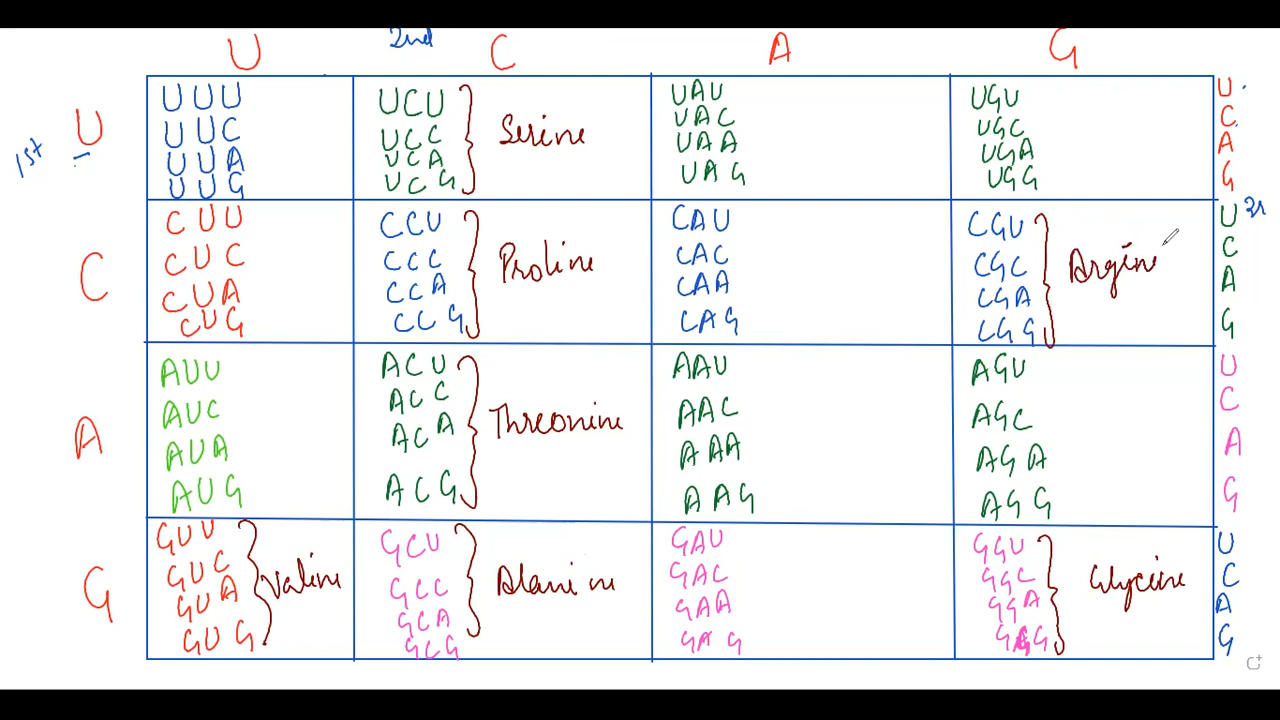 2nd
U C A G
1st U
UUU UCU UAU UGU U
UUC UCC Serine UAC UGC C
UUA UCA UAA UGA A
UUG UCG UAG UGG G
C
CUU CCU CAU CGU U 3r
CUC CCC Proline CAC CGC Argine C
CUA CCA CAA CGA A
CUG CCG CAG CGG G
A
AUU ACU AAU AGU U
AUC ACC Threonine AAC AGC C
AUA ACA AAA AGA A
AUG ACG AAG AGG G
G
GUU GCU GAU GGU U
GUC Valine GCC Alanine GAC GGC Glycine C
GUA GCA GAA GGA A
GUG GCG GAG GGG G